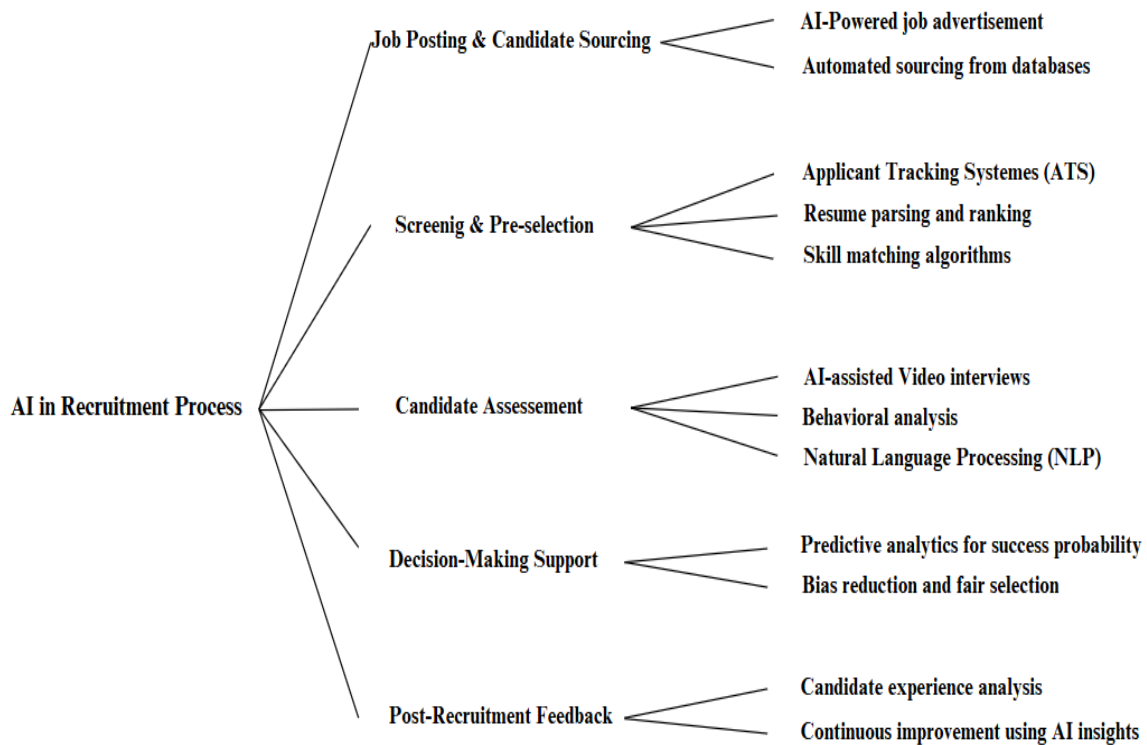 AI in Recruitment Process
Job Posting & Candidate Sourcing
AI-Powered job advertisement
Automated sourcing from databases
Screenig & Pre-selection
Applicant Tracking Systemes (ATS)
Resume parsing and ranking
Skill matching algorithms
Candidate Assessement
AI-assisted Video interviews
Behavioral analysis
Natural Language Processing (NLP)
Decision-Making Support
Predictive analytics for success probability
Bias reduction and fair selection
Post-Recruitment Feedback
Candidate experience analysis
Continuous improvement using AI insights